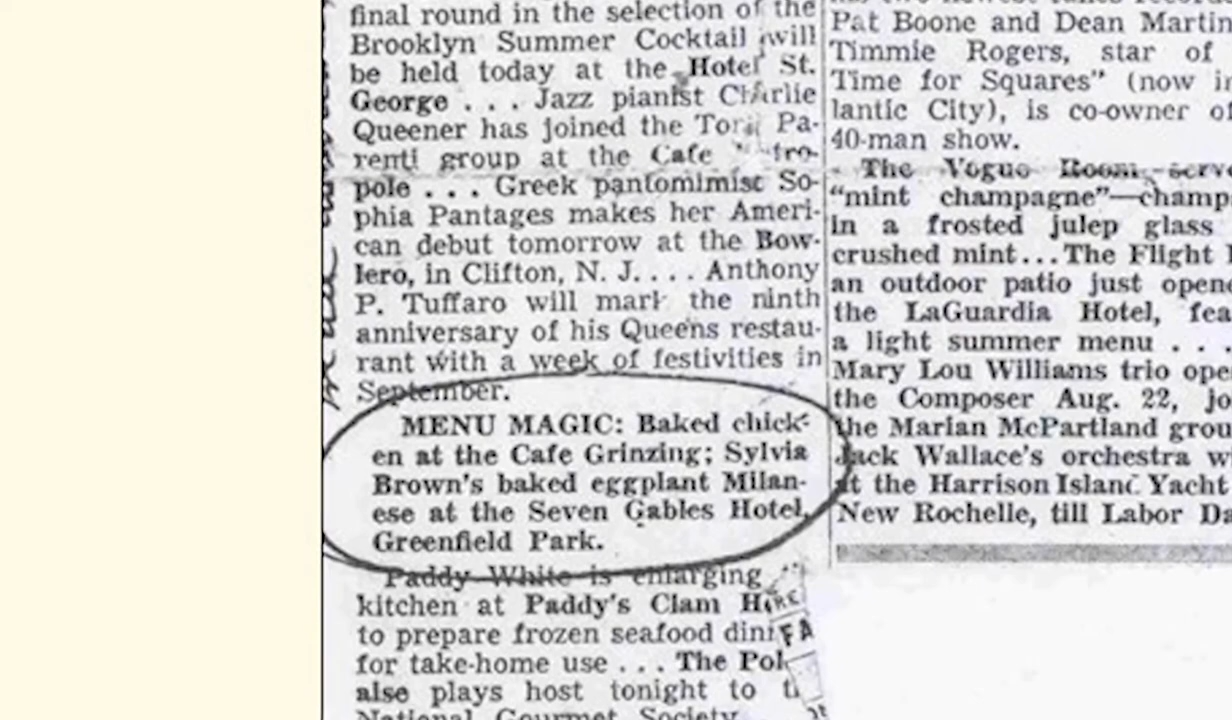 final round in the selection of the
Brooklyn Summer Cocktail will
be held today at the Hotel St.
George . . . Jazz pianist Charlie
Queener has joined the Pa-
renti group at the Cafe
pole . . . Greek pantomimist So-
phia Pantages makes her Ameri-
can debut tomorrow at the Bow-
lero, in Clifton, N. J. . . . Anthony
P. Tuffaro will mark the ninth
anniversary of his Queens restau-
rant with a week of festivities in
September.
MENU MAGIC: Baked chick-
en at the Cafe Grinzing; Sylvia
Brown's baked eggplant Milan-
ese at the Seven Gables Hotel,
Greenfield Park.
Paddy White is enlarging
kitchen at Paddy's Clam
to prepare frozen seafood
for take-home use . . . The
also plays host tonight to
National Gourmet Society
Pat Boone and Dean Martin
Timmie Rogers, star of
Time for Squares" (now in
lantic City), is co-owner of
40-man show.
The Vogue Room serve
"mint champagne"—champ
in a frosted julep glass
crushed mint...The Flight
an outdoor patio just opene
the LaGuardia Hotel, fea
a light summer menu . . .
Mary Lou Williams trio ope
the Composer Aug. 22, jo
the Marian McPartland grou
Jack Wallace's orchestra w
at the Harrison Island Yacht
New Rochelle, till Labor Da